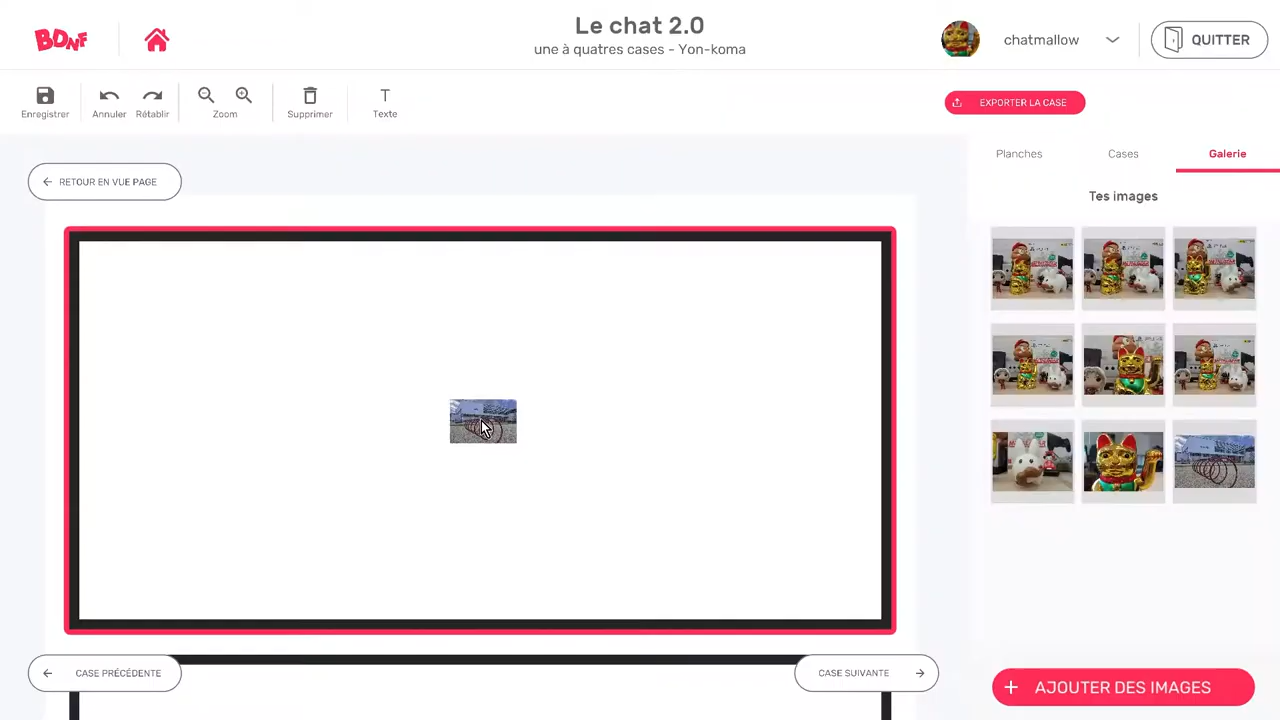 BDnF
Le chat 2.0
une à quatres cases - Yon-koma
chatmallow
QUITTER
Enregistrer
Annuler
Rétablir
Zoom
Supprimer
T
Texte
EXPORTER LA CASE
RETOUR EN VUE PAGE
Planches
Cases
Galerie
Tes images
CASE PRÉCÉDENTE
CASE SUIVANTE
+ AJOUTER DES IMAGES